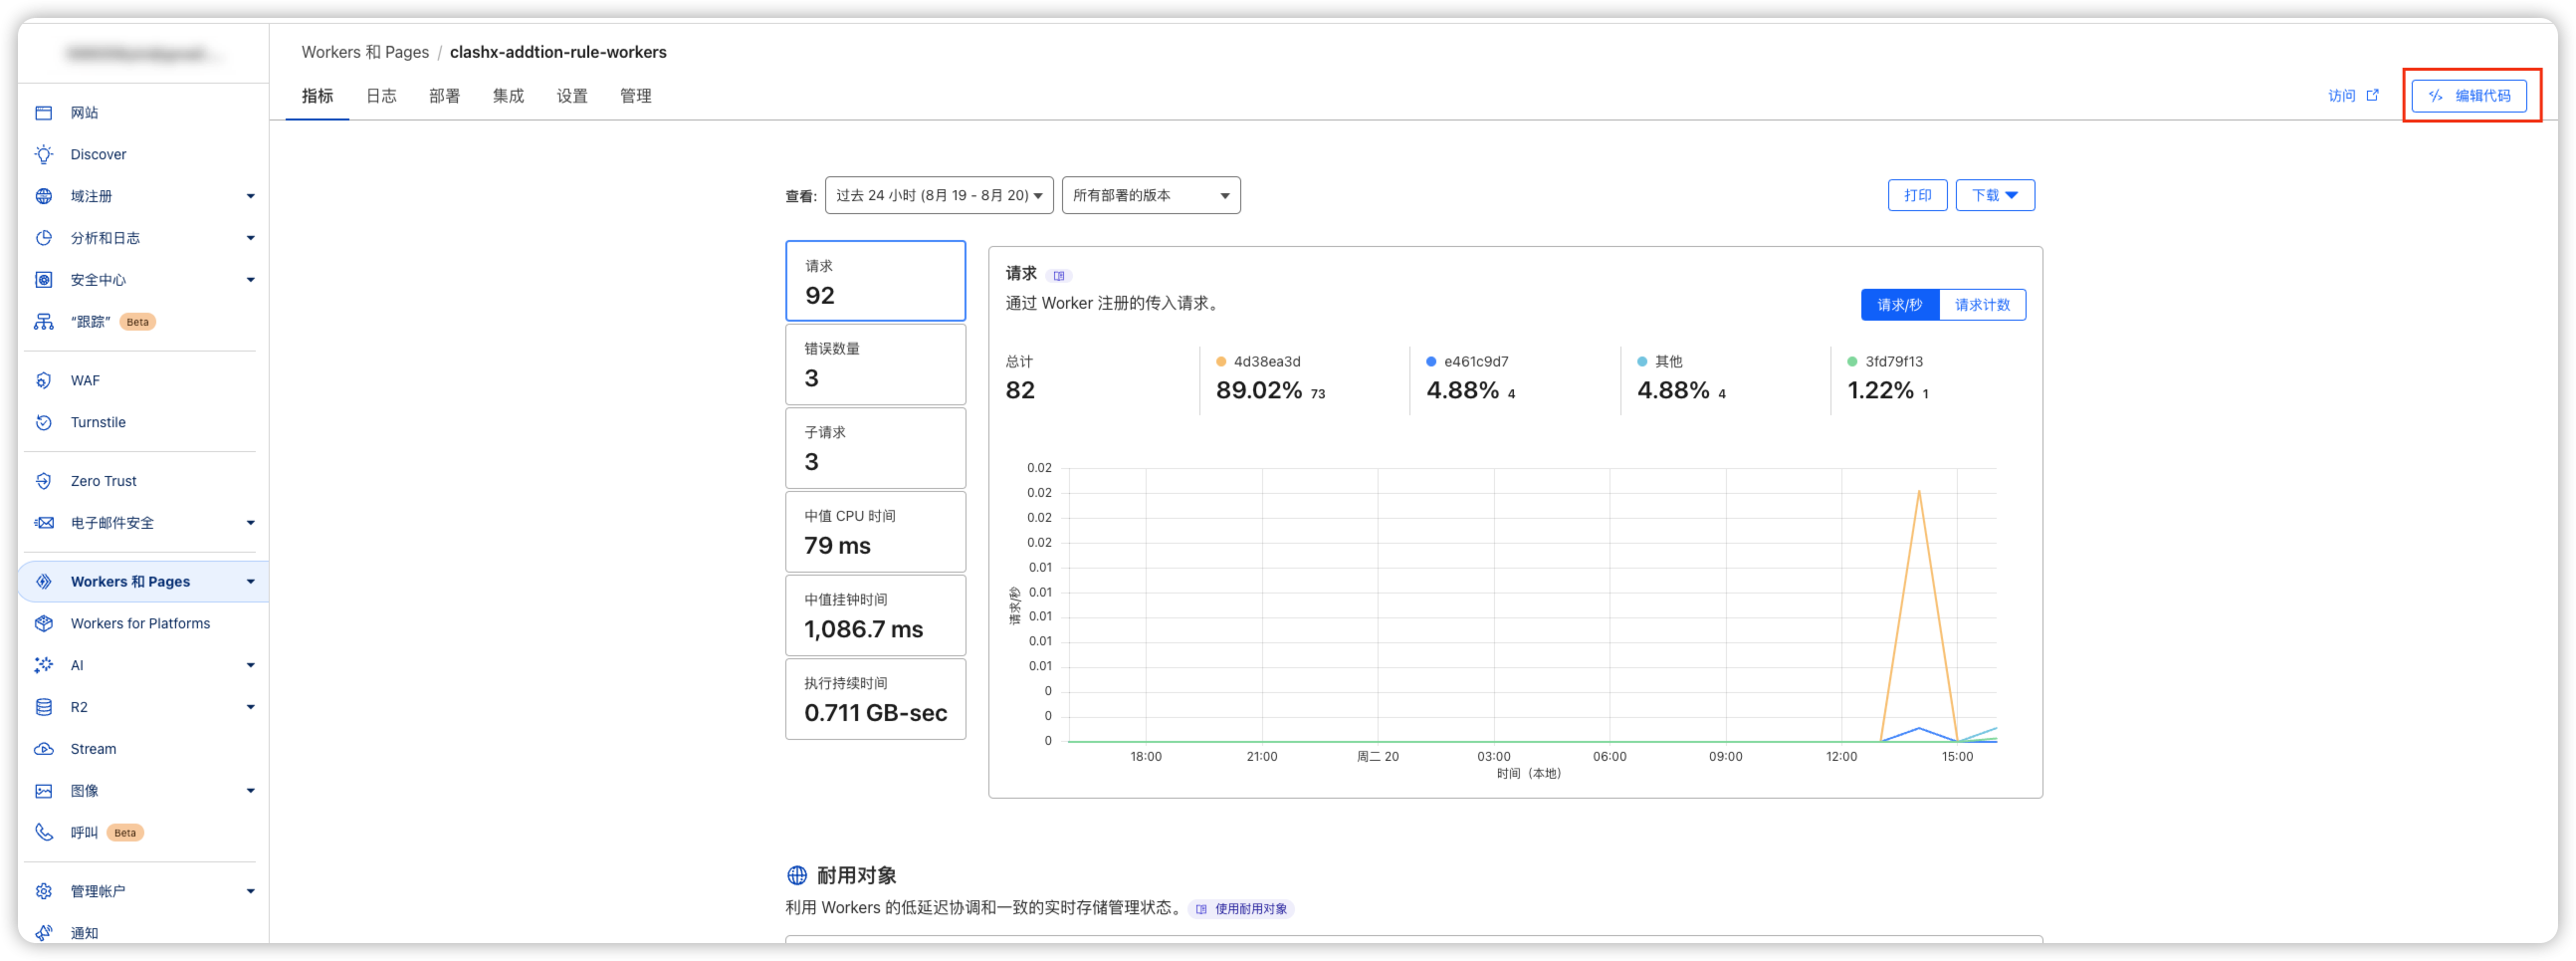 Workers 和 Pages / clashx-addtion-rule-workers
指标 日志 部署 集成 设置 管理
访问
编辑代码
网站
Discover
域注册
分析和日志
安全中心
“跟踪” Beta
WAF
Turnstile
Zero Trust
电子邮件安全
Workers 和 Pages
Workers for Platforms
AI
R2
Stream
图像
呼叫 Beta
管理帐户
通知
查看: 过去 24 小时 (8月 19 - 8月 20) 所有部署的版本
打印 下载
请求
92
错误数量
3
子请求
3
中值 CPU 时间
79 ms
中值挂钟时间
1,086.7 ms
执行持续时间
0.711 GB-sec
请求
通过 Worker 注册的传入请求。
请求/秒 请求计数
总计
82
4d38ea3d
89.02% 73
e461c9d7
4.88% 4
其他
4.88% 4
3fd79f13
1.22% 1
请求/秒
0.02
0.02
0.02
0.02
0.01
0.01
0.01
0.01
0.01
0
0
0
18:00 21:00 周二 20 03:00 06:00 09:00 12:00 15:00
时间（本地）
耐用对象
利用 Workers 的低延迟协调和一致的实时存储管理状态。 使用耐用对象